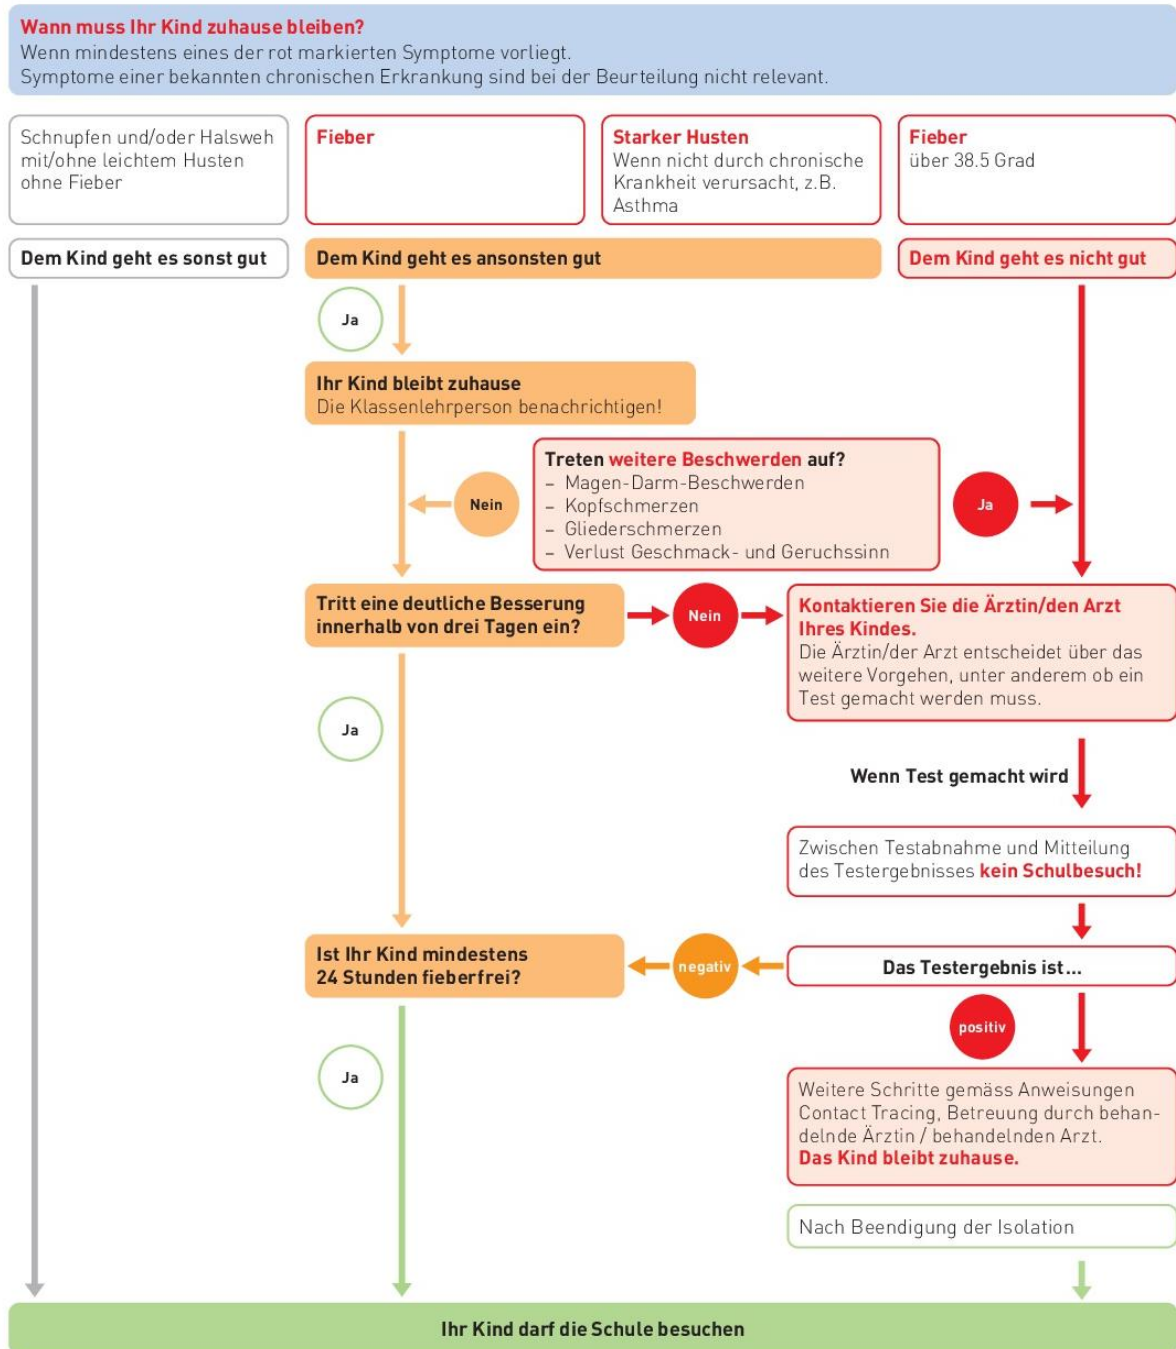 Wann muss Ihr Kind zuhause bleiben?
Wenn mindestens eines der rot markierten Symptome vorliegt.
Symptome einer bekannten chronischen Erkrankung sind bei der Beurteilung nicht relevant.
Schnupfen und/oder Halsweh
mit/ohne leichtem Husten
ohne Fieber
Fieber
Starker Husten
Wenn nicht durch chronische
Krankheit verursacht, z.B.
Asthma
Fieber
über 38.5 Grad
Dem Kind geht es sonst gut
Dem Kind geht es ansonsten gut
Dem Kind geht es nicht gut
Ja
Ihr Kind bleibt zuhause
Die Klassenlehrperson benachrichtigen!
Treten weitere Beschwerden auf?
– Magen-Darm-Beschwerden
– Kopfschmerzen
– Gliederschmerzen
– Verlust Geschmack- und Geruchssinn
Nein
Ja
Tritt eine deutliche Besserung
innerhalb von drei Tagen ein?
Nein
Kontaktieren Sie die Ärztin/den Arzt
Ihres Kindes.
Die Ärztin/der Arzt entscheidet über das
weitere Vorgehen, unter anderem ob ein
Test gemacht werden muss.
Ja
Wenn Test gemacht wird
Zwischen Testabnahme und Mitteilung
des Testergebnisses kein Schulbesuch!
Ist Ihr Kind mindestens
24 Stunden fieberfrei?
negativ
Das Testergebnis ist ...
positiv
Ja
Weitere Schritte gemäss Anweisungen
Contact Tracing, Betreuung durch behan-
delnde Ärztin / behandelnden Arzt.
Das Kind bleibt zuhause.
Nach Beendigung der Isolation
Ihr Kind darf die Schule besuchen